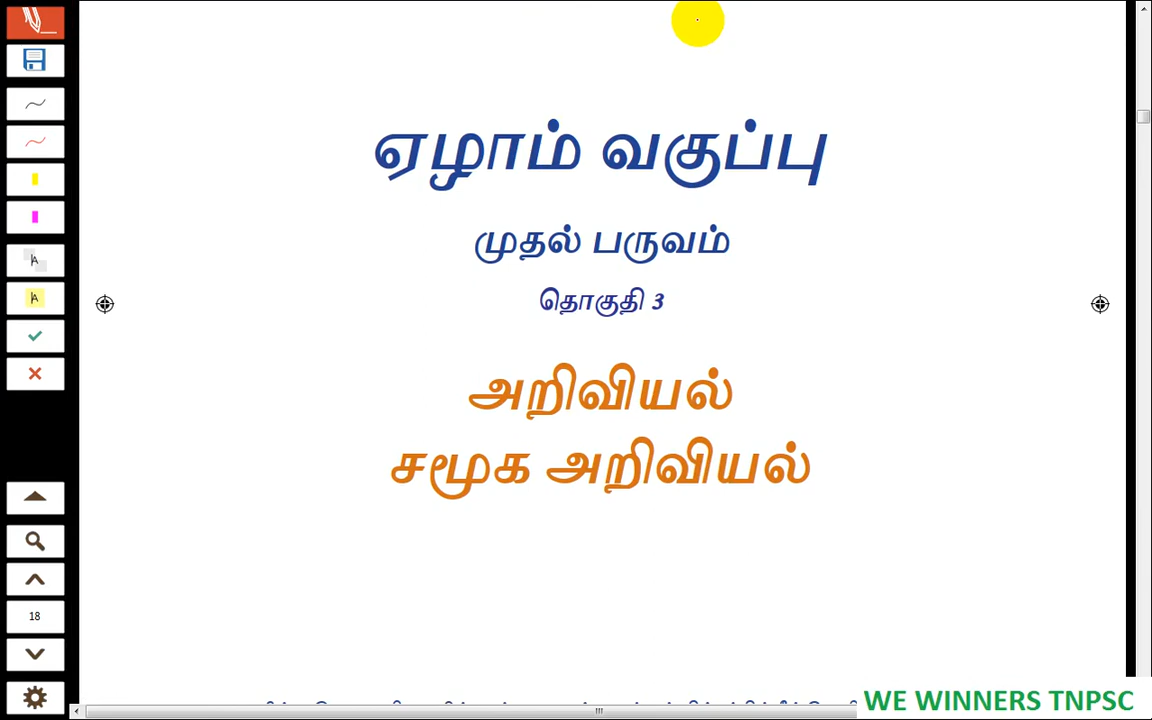 ஏழாம் வகுப்பு
முதல் பருவம்
தொகுதி 3
அறிவியல்
சமூக அறிவியல்
A
A
18
WE WINNERS TNPSC